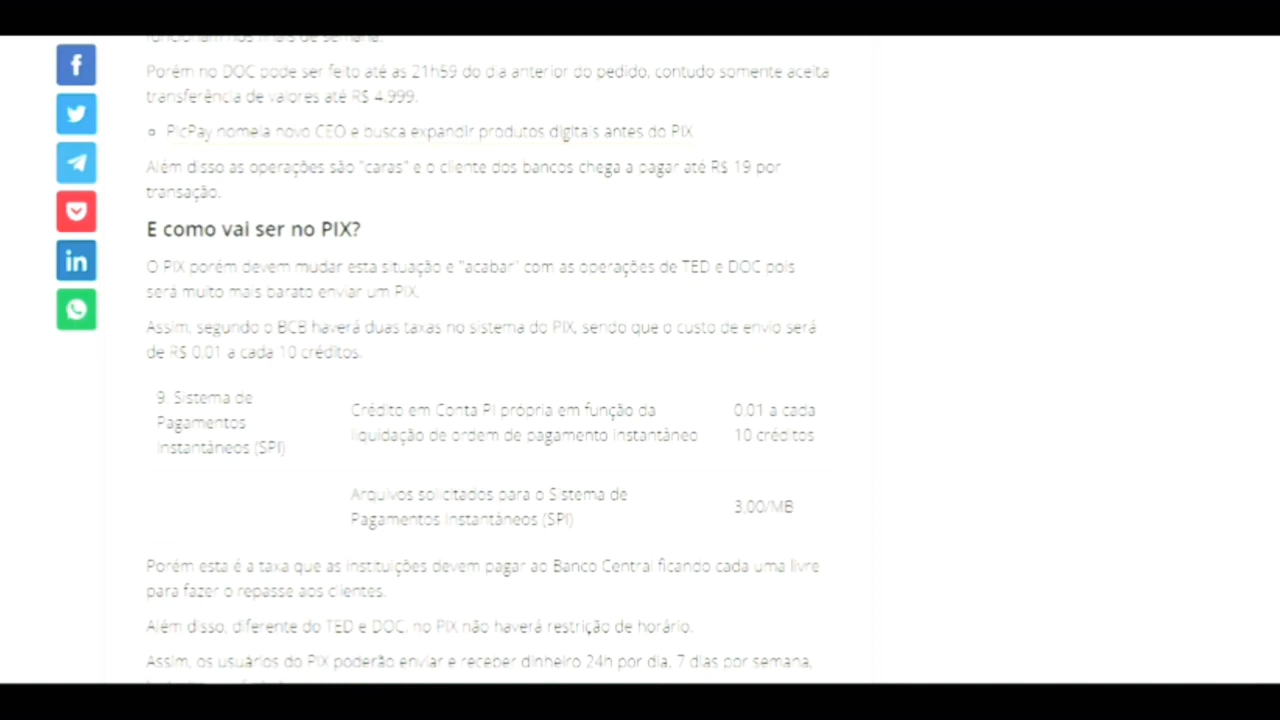 Porém no DOC pode ser feito até as 21h59 do dia anterior do pedido, contudo somente aceita
transferência de valores até R$ 4.999.
PicPay nomeia novo CEO e busca expandir produtos digitais antes do PIX
Além disso as operações são "caras" e o cliente dos bancos chega a pagar até R$ 19 por
transação.
E como vai ser no PIX?
O PIX porém devem mudar esta situação e "acabar" com as operações de TED e DOC pois
será muito mais barato enviar um PIX.
Assim, segundo o BCB haverá duas taxas no sistema do PIX, sendo que o custo de envio será
de R$ 0,01 a cada 10 créditos.
9. Sistema de
Pagamentos
Instantâneos (SPI)
Crédito em Conta PI própria em função da
liquidação de ordem de pagamento instantâneo
0,01 a cada
10 créditos
Arquivos solicitados para o Sistema de
Pagamentos Instantâneos (SPI)
3,00/MB
Porém esta é a taxa que as instituições devem pagar ao Banco Central ficando cada uma livre
para fazer o repasse aos clientes.
Além disso, diferente do TED e DOC, no PIX não haverá restrição de horário.
Assim, os usuários do PIX poderão enviar e receber dinheiro 24h por dia, 7 dias por semana,